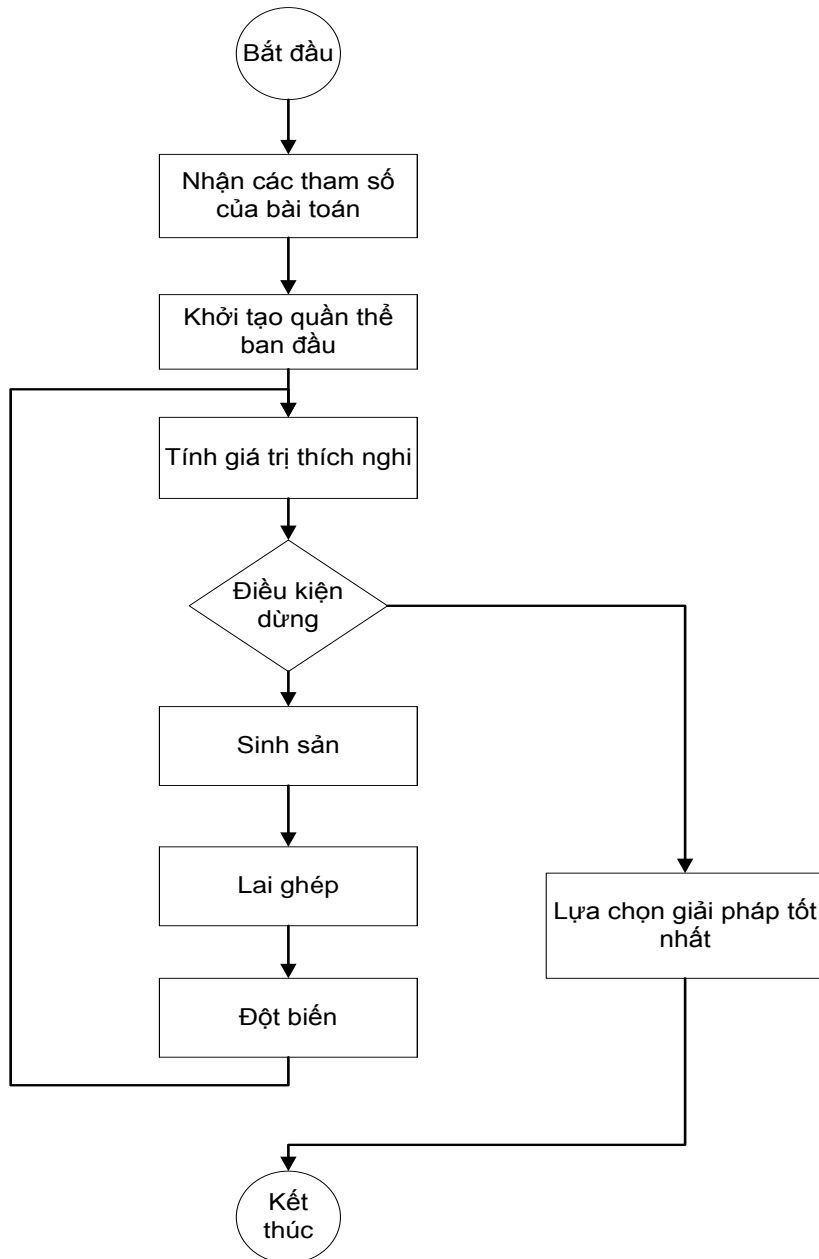 Bắt đầu
Nhận các tham số
của bài toán
Khởi tạo quần thể
ban đầu
Tính giá trị thích nghi
Điều kiện
dừng
Sinh sản
Lai ghép
Đột biến
Lựa chọn giải pháp tốt
nhất
Kết
thúc